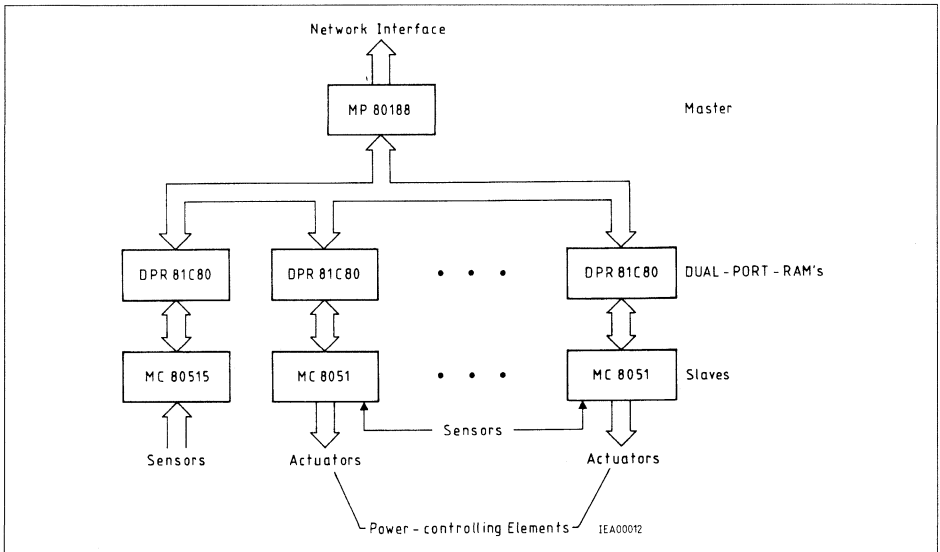 Network Interface
MP 80188
Master
DPR 81C80
DPR 81C80
• • •
DPR 81C80
DUAL - PORT - RAM's
MC 80515
MC 8051
• • •
MC 8051
Slaves
Sensors
Sensors
Actuators
Actuators
Power - controlling Elements
IEA00012